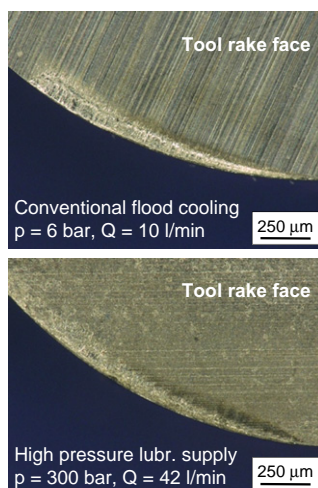 Tool rake face
Conventional flood cooling
p = 6 bar, Q = 10 l/min
250 µm
Tool rake face
High pressure lubr. supply
p = 300 bar, Q = 42 l/min
250 µm